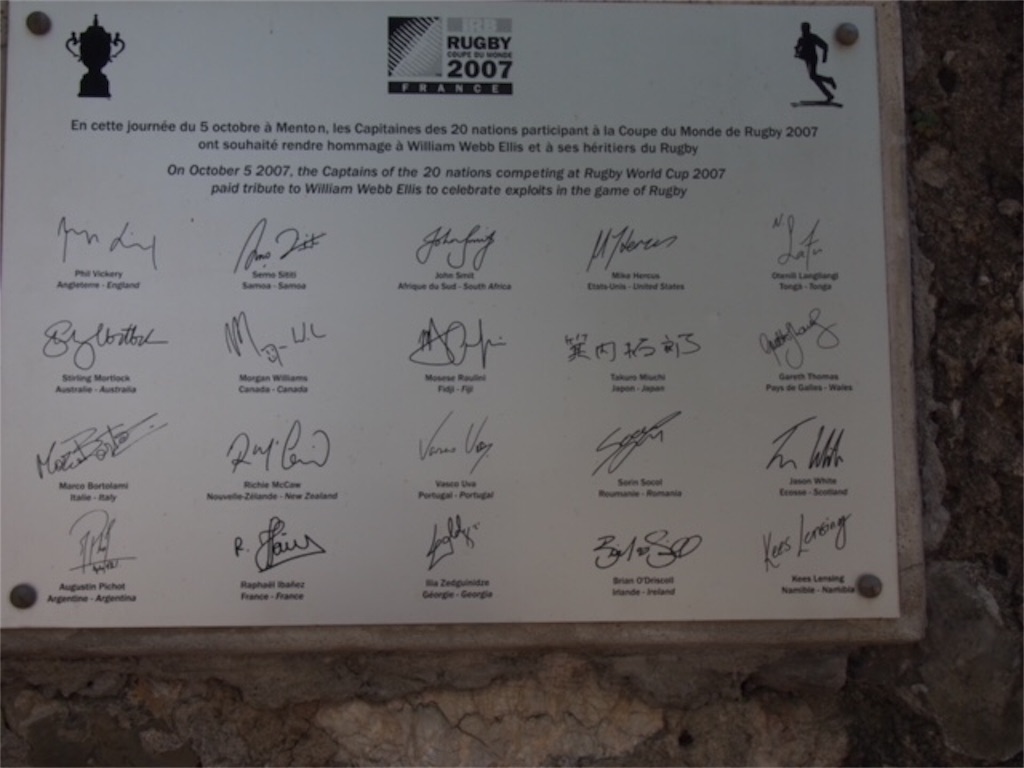 IRB
RUGBY
COUPE DU MONDE
2007
FRANCE
En cette journée du 5 octobre à Menton, les Capitaines des 20 nations participant à la Coupe du Monde de Rugby 2007
ont souhaité rendre hommage à William Webb Ellis et à ses héritiers du Rugby
On October 5 2007, the Captains of the 20 nations competing at Rugby World Cup 2007
paid tribute to William Webb Ellis to celebrate exploits in the game of Rugby
Phil Vickery
Angleterre - England
Semo Sititi
Samoa - Samoa
John Smit
Afrique du Sud - South Africa
Mike Hercus
Etats-Unis - United States
Otenili Langilangi
Tonga - Tonga
Stirling Mortlock
Australie - Australia
Morgan Williams
Canada - Canada
Mosese Raulini
Fidji - Fiji
箕内拓郎
Takuro Miuchi
Japon - Japan
Gareth Thomas
Pays de Galles - Wales
Marco Bortolami
Italie - Italy
Richie McCaw
Nouvelle-Zélande - New Zealand
Vasco Uva
Portugal - Portugal
Sorin Socol
Roumanie - Romania
Jason White
Ecosse - Scotland
Augustin Pichot
Argentine - Argentina
Raphaël Ibañez
France - France
Ilia Zedguinidze
Géorgie - Georgia
Brian O'Driscoll
Irlande - Ireland
Kees Lensing
Kees Lensing
Namibie - Namibia